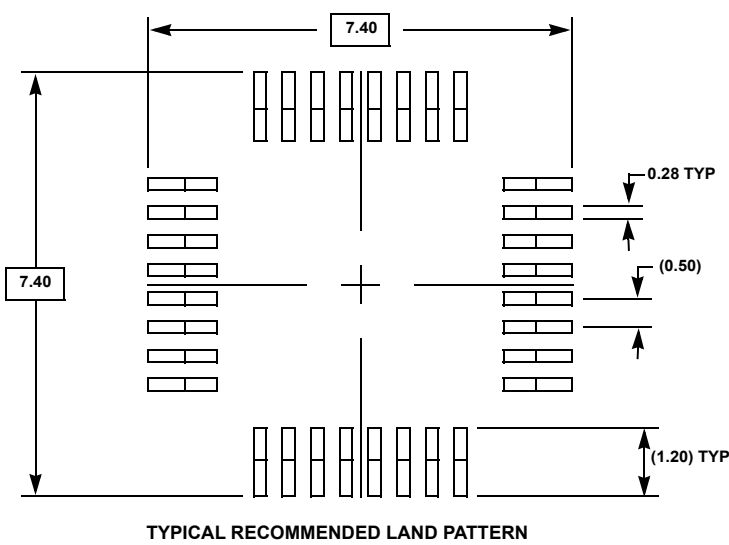 7.40
0.28 TYP
(0.50)
7.40
(1.20) TYP
TYPICAL RECOMMENDED LAND PATTERN